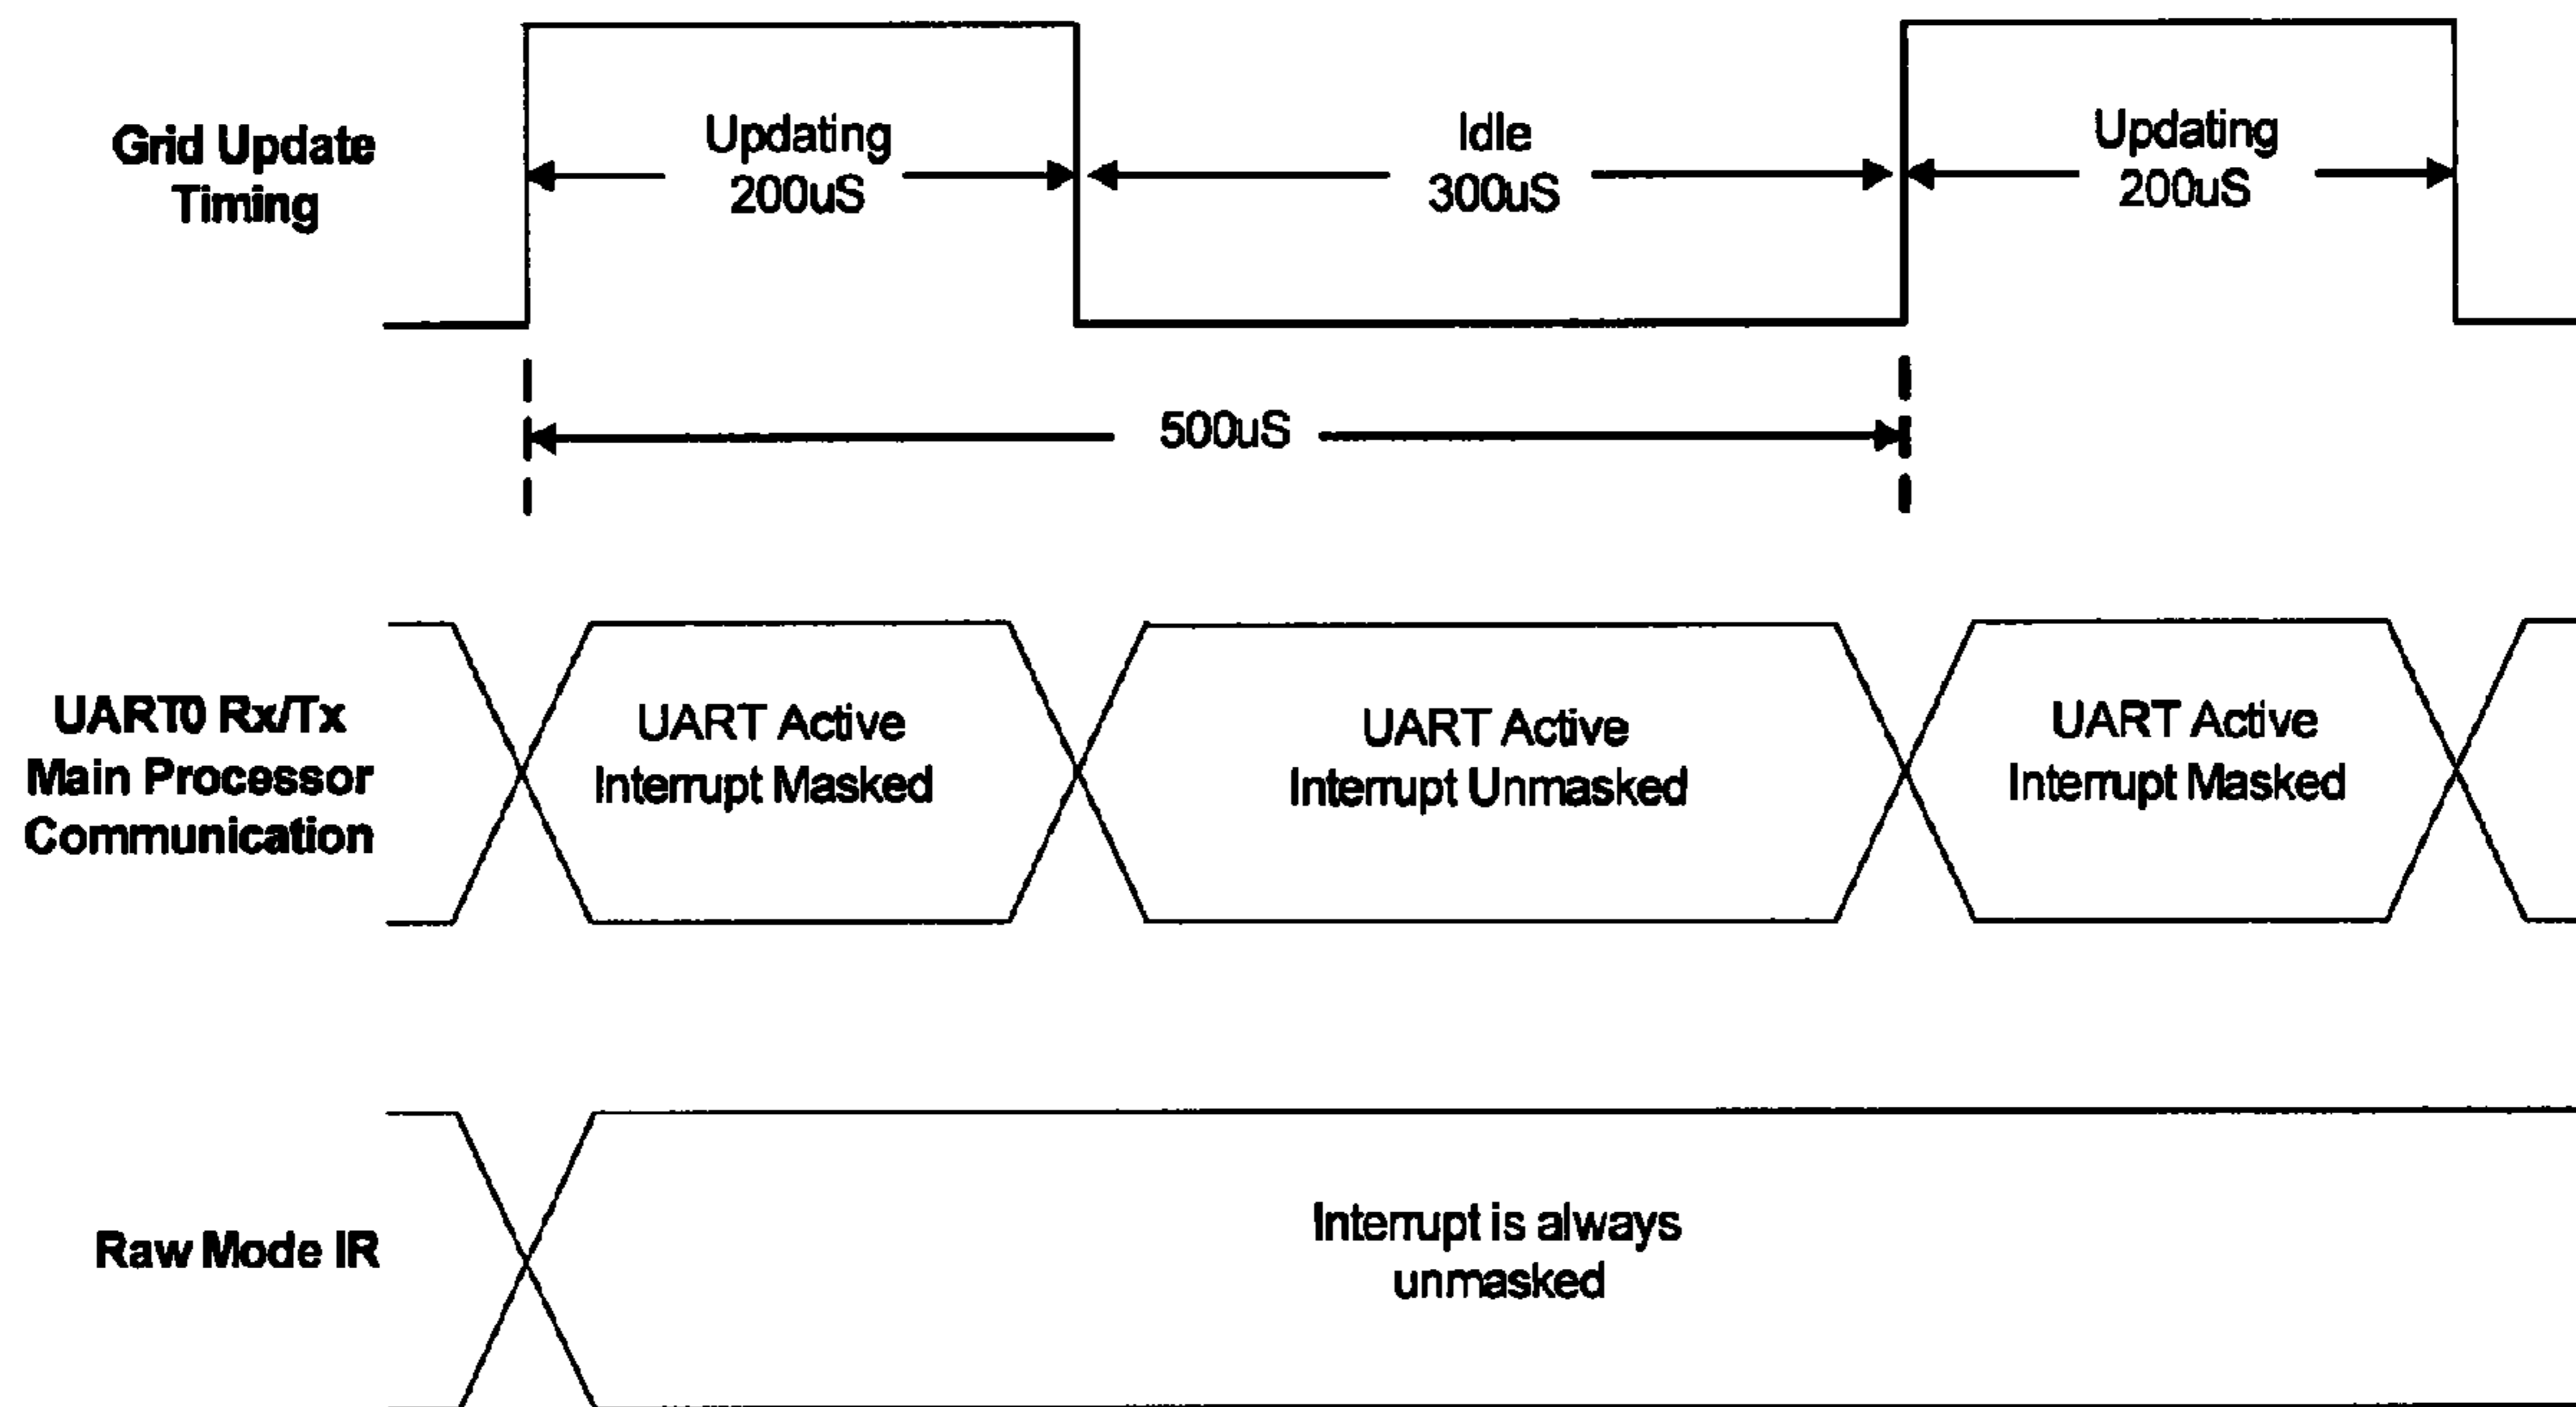 Grid Update
Timing
Updating
200uS
Idle
300uS
Updating
200uS
500uS
UART0 Rx/Tx
Main Processor
Communication
UART Active
Interrupt Masked
UART Active
Interrupt Unmasked
UART Active
Interrupt Masked
Raw Mode IR
Interrupt is always
unmasked